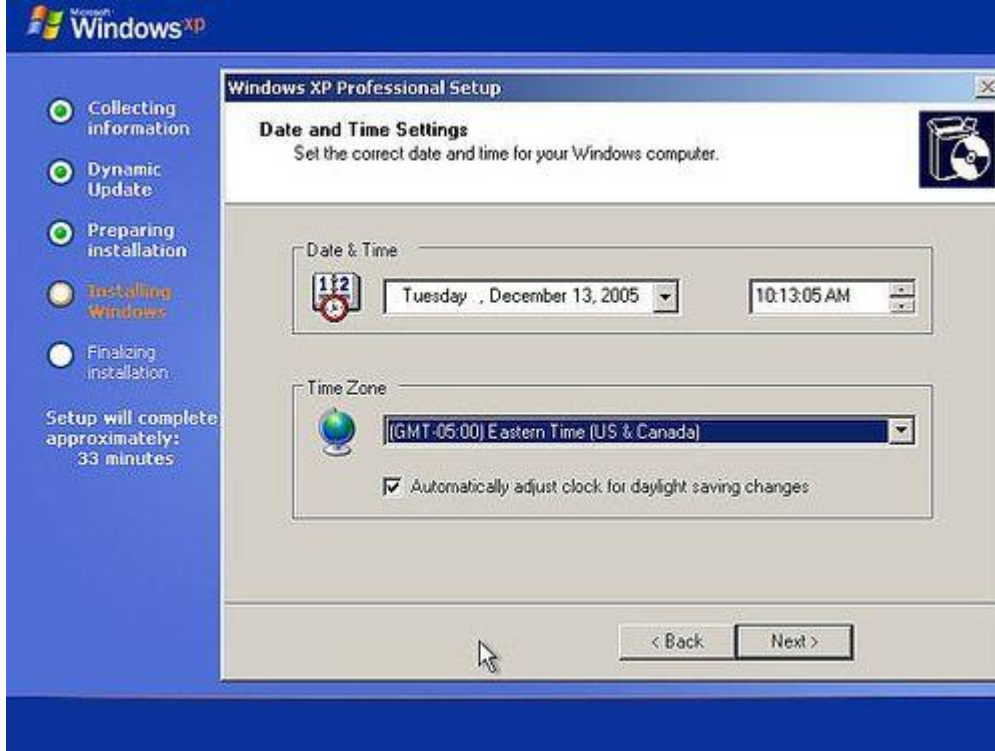 Microsoft
Windows xp
Collecting
information
Dynamic
Update
Preparing
installation
Installing
Windows
Finalizing
installation
Setup will complete
approximately:
33 minutes
Windows XP Professional Setup
Date and Time Settings
Set the correct date and time for your Windows computer.
Date & Time
12
Tuesday , December 13, 2005
10:13:05 AM
Time Zone
(GMT-05:00) Eastern Time (US & Canada)
Automatically adjust clock for daylight saving changes
< Back
Next >